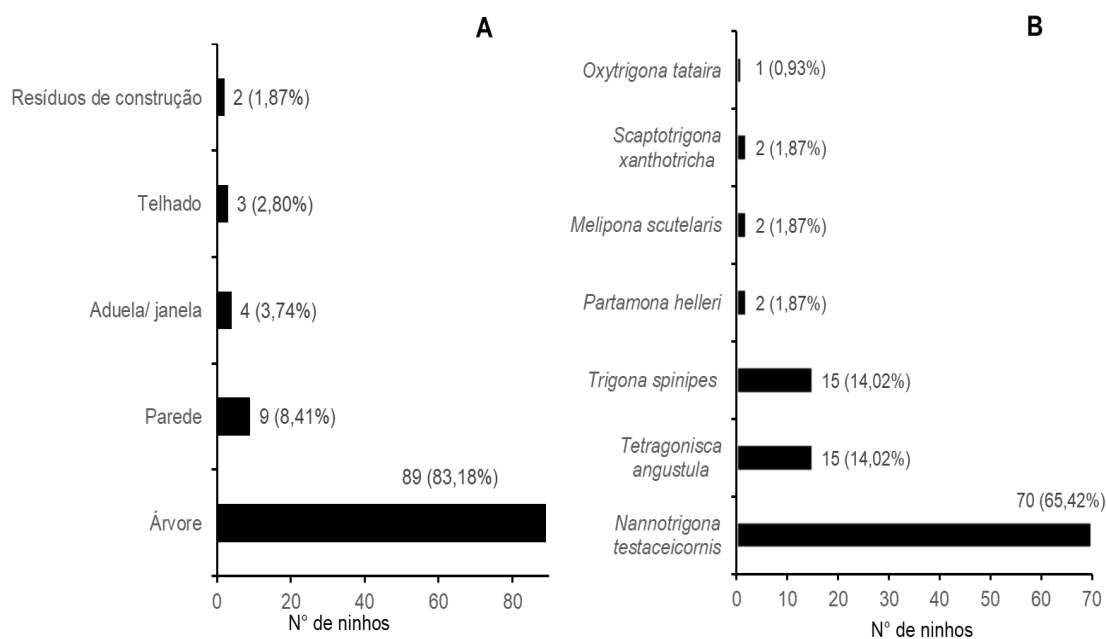 A
Resíduos de construção
2 (1,87%)
Telhado
3 (2,80%)
Aduela/ janela
4 (3,74%)
Parede
9 (8,41%)
89 (83,18%)
Árvore
0 20 40 60 80
N° de ninhos
B
Oxytrigona tataira
1 (0,93%)
Scaptotrigona
xanthotricha
2 (1,87%)
Melipona scutelaris
2 (1,87%)
Partamona helleri
2 (1,87%)
Trigona spinipes
15 (14,02%)
Tetragonisca
angustula
15 (14,02%)
70 (65,42%)
Nannotrigona
testaceicornis
0 10 20 30 40 50 60 70
N° de ninhos